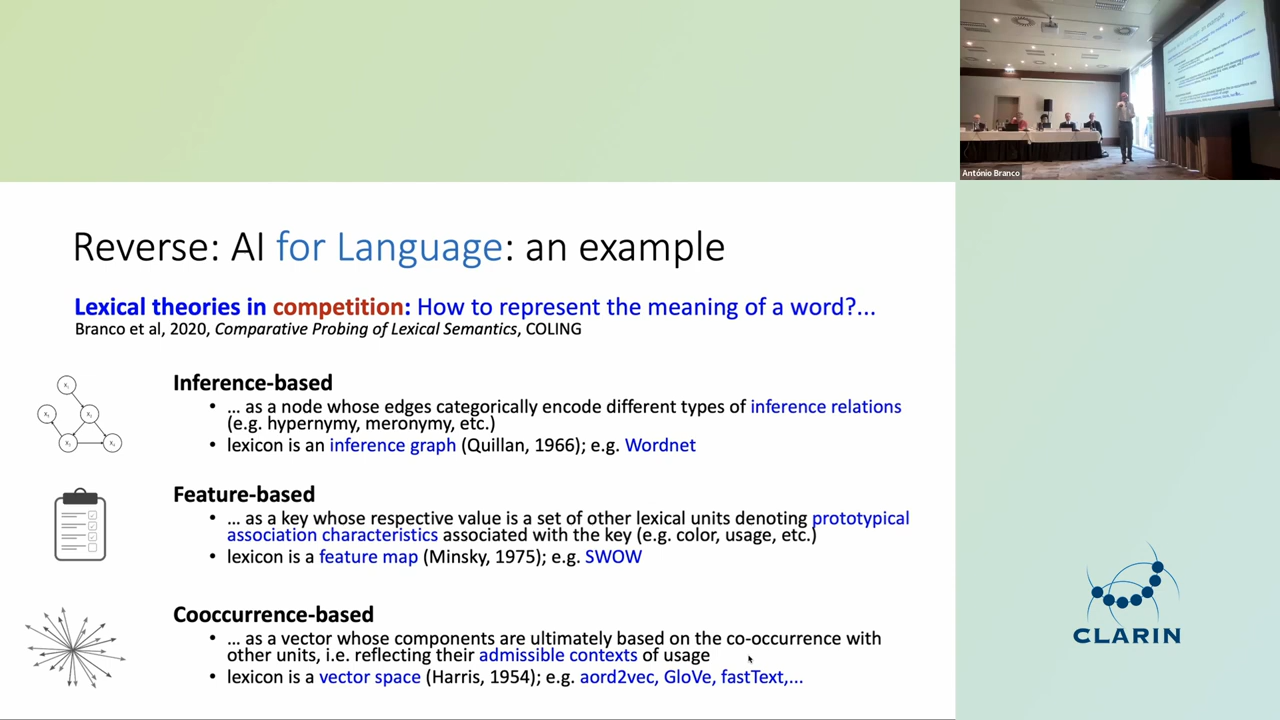 António Branco
Reverse: AI for Language: an example
Lexical theories in competition: How to represent the meaning of a word?...
Branco et al, 2020, Comparative Probing of Lexical Semantics, COLING
Inference-based
• ... as a node whose edges categorically encode different types of inference relations
(e.g. hypernymy, meronymy, etc.)
• lexicon is an inference graph (Quillan, 1966); e.g. Wordnet
Feature-based
• ... as a key whose respective value is a set of other lexical units denoting prototypical
association characteristics associated with the key (e.g. color, usage, etc.)
• lexicon is a feature map (Minsky, 1975); e.g. SWOW
Cooccurrence-based
• ... as a vector whose components are ultimately based on the co-occurrence with
other units, i.e. reflecting their admissible contexts of usage
• lexicon is a vector space (Harris, 1954); e.g. aord2vec, GloVe, fastText,...
CLARIN